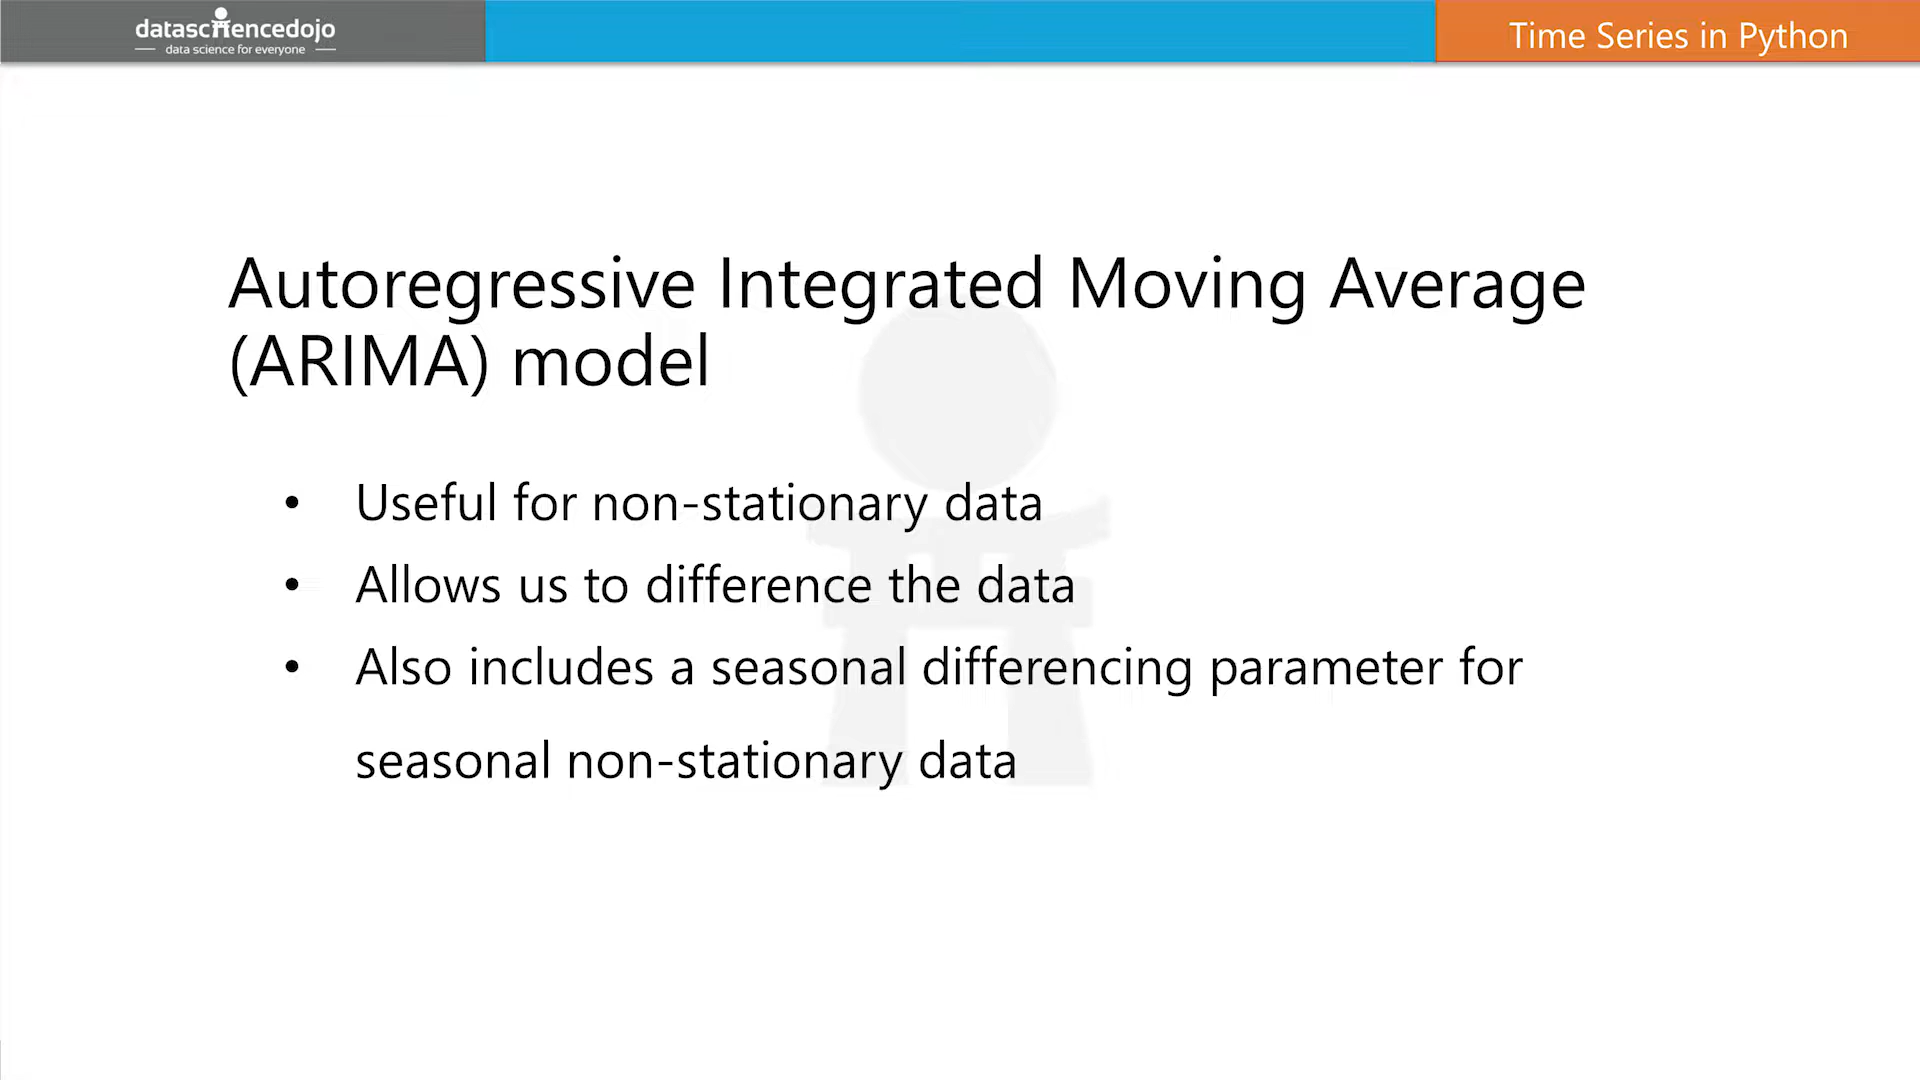 datasciencedojo
data science for everyone
Time Series in Python
Autoregressive Integrated Moving Average
(ARIMA) model
• Useful for non-stationary data
• Allows us to difference the data
• Also includes a seasonal differencing parameter for
seasonal non-stationary data